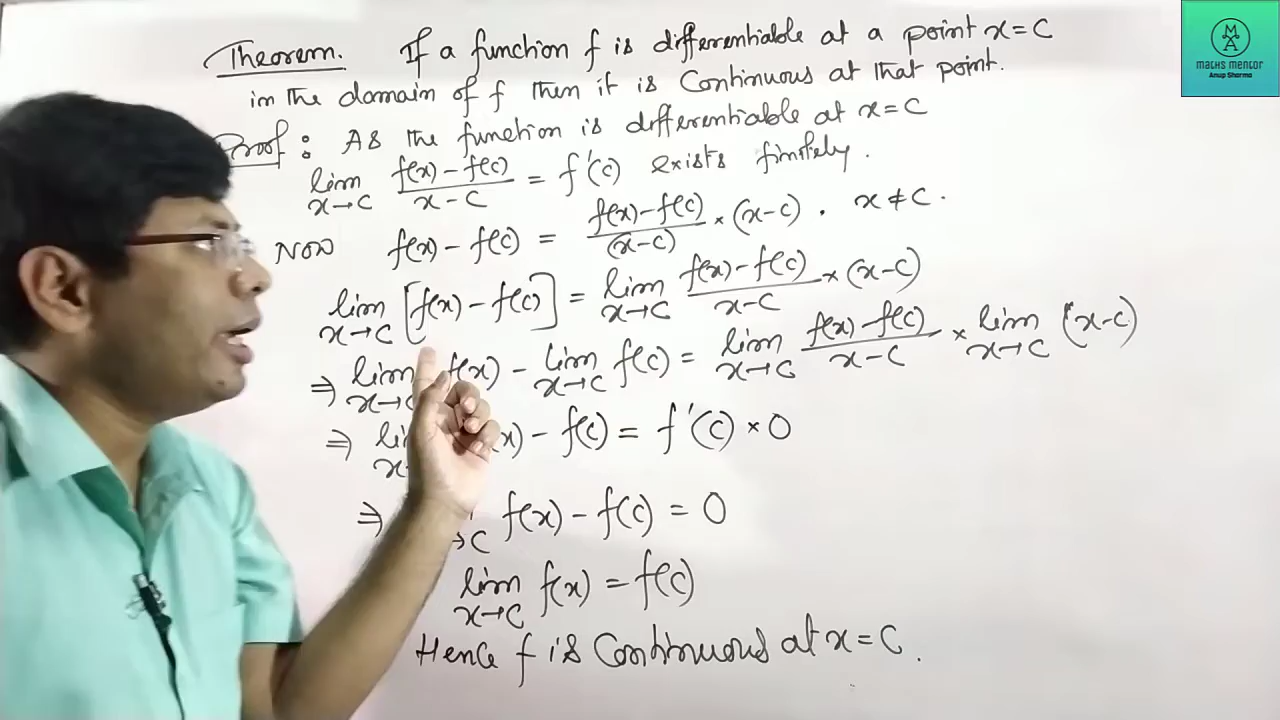 Theorem. If a function f is differentiable at a point x=c
in the domain of f then it is Continuous at that point.
Proof : As the function is differentiable at x=c
lim x→c (f(x)-f(c))/(x-c) = f'(c) exists finitely.
Now f(x)-f(c) = (f(x)-f(c))/(x-c) × (x-c). x≠c.
lim x→c [f(x)-f(c)] = lim x→c (f(x)-f(c))/(x-c) × (x-c)
⇒ lim x→c f(x) - lim x→c f(c) = lim x→c (f(x)-f(c))/(x-c) × lim x→c (x-c)
⇒ f(c) = f'(c) × 0
⇒ →c f(x) - f(c) = 0
lim x→c f(x) = f(c)
Hence f is Continuous at x=c.
MATHS MENTOR
Anup Sharma